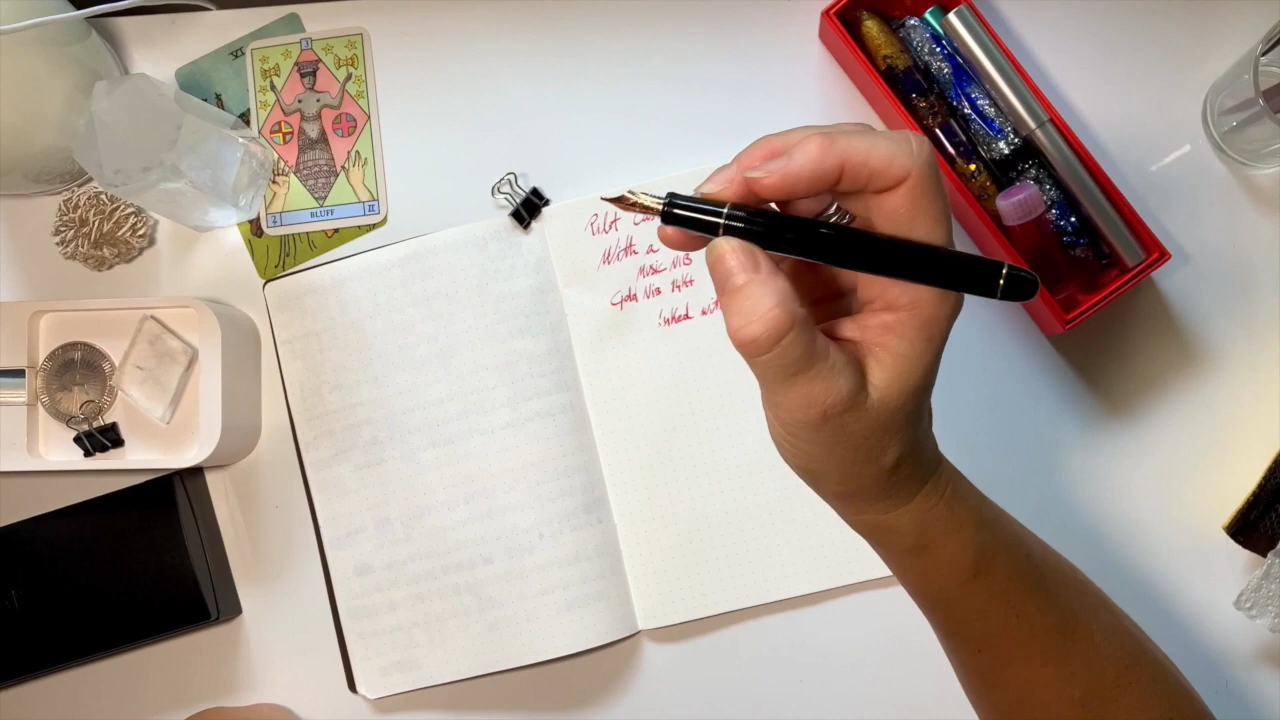 VI
3
BLUFF
2
II
Pilot
With a
Music NIB
Gold Nib 14kt
inked